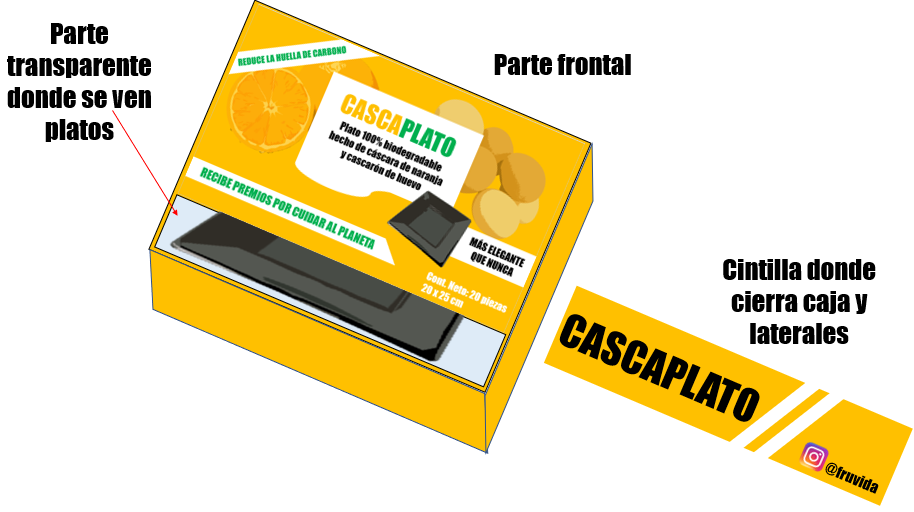 Parte
transparente
donde se ven
platos
Parte frontal
REDUCE LA HUELLA DE CARBONO
CASCAPLATO
Plato 100% biodegradable
hecho de cáscara de naranja
y cascarón de huevo
RECIBE PREMIOS POR CUIDAR AL PLANETA
MÁS ELEGANTE
QUE NUNCA
Cont. Neto: 20 piezas
20 x 25 cm
Cintilla donde
cierra caja y
laterales
CASCAPLATO
@fruvida